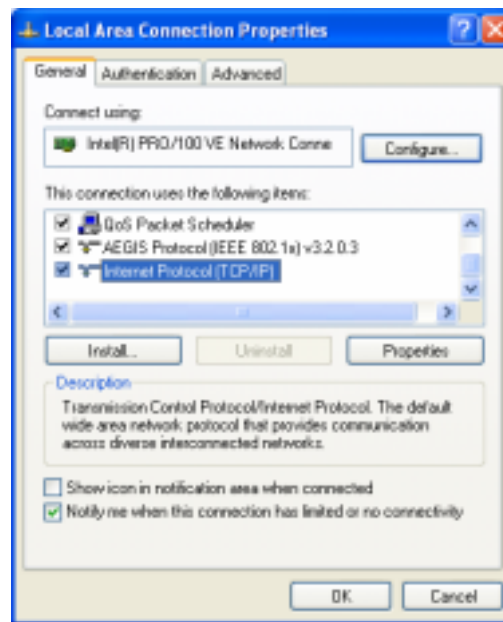 Local Area Connection Properties
General Authentication Advanced
Connect using:
Intel(R) PRO/100 VE Network Conne
Configure...
This connection uses the following items:
QoS Packet Scheduler
AEGIS Protocol (IEEE 802.1x) v3.2.0.3
Internet Protocol (TCP/IP)
Install... Uninstall Properties
Description
Transmission Control Protocol/Internet Protocol. The default
wide area network protocol that provides communication
across diverse interconnected networks.
Show icon in notification area when connected
Notify me when this connection has limited or no connectivity
OK Cancel